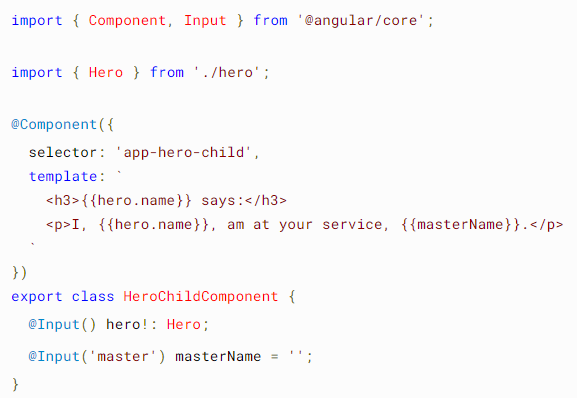 import { Component, Input } from '@angular/core';
import { Hero } from './hero';
@Component({
  selector: 'app-hero-child',
  template: `
    <h3>{{hero.name}} says:</h3>
    <p>I, {{hero.name}}, am at your service, {{masterName}}.</p>
  `
})
export class HeroChildComponent {
  @Input() hero!: Hero;
  @Input('master') masterName = '';
}